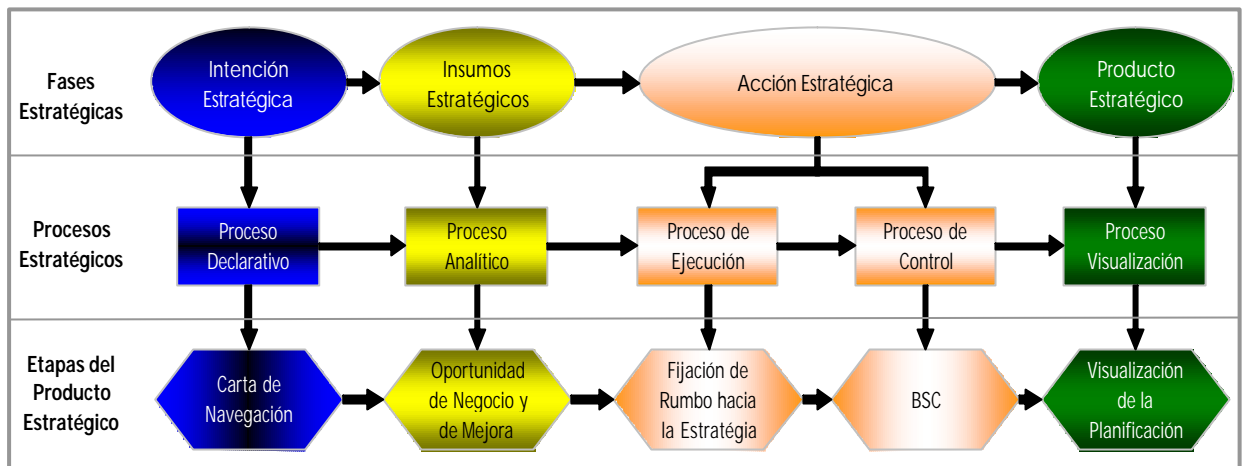 Fases
Estratégicas
Intención
Estratégica
Insumos
Estratégicos
Acción Estratégica
Producto
Estratégico
Procesos
Estratégicos
Proceso
Declarativo
Proceso
Analítico
Proceso de
Ejecución
Proceso de
Control
Proceso
Visualización
Etapas del
Producto
Estratégico
Carta de
Navegación
Oportunidad
de Negocio y
de Mejora
Fijación de
Rumbo hacia
la Estratégia
BSC
Visualización
de la
Planificación